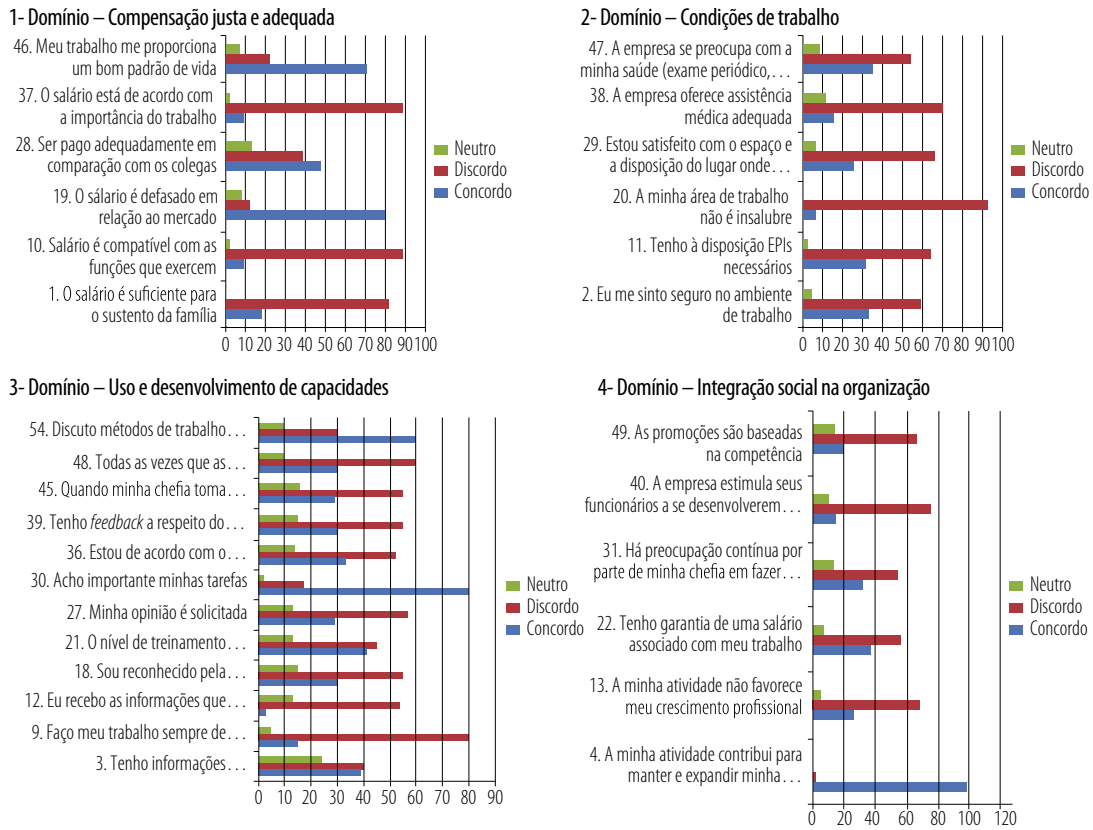 1- Domínio – Compensação justa e adequada
46. Meu trabalho me proporciona
um bom padrão de vida
37. O salário está de acordo com
a importância do trabalho
28. Ser pago adequadamente em
comparação com os colegas
19. O sálario é defasado em
relação ao mercado
10. Salário é compatível com as
funções que exercem
1. O salário é suficiente para
o sustento da família
0 10 20 30 40 50 60 70 80 90 100
Neutro
Discordo
Concordo
2- Domínio – Condições de trabalho
47. A empresa se preocupa com a
minha saúde (exame periódico,...
38. A empresa oferece assistência
médica adequada
29. Estou satisfeito com o espaço e
a disposição do lugar onde...
20. A minha área de trabalho
não é insalubre
11. Tenho à disposição EPIs
necessários
2. Eu me sinto seguro no ambiente
de trabalho
0 10 20 30 40 50 60 70 80 90 100
Neutro
Discordo
Concordo
3- Domínio – Uso e desenvolvimento de capacidades
54. Discuto métodos de trabalho...
48. Todas as vezes que as...
45. Quando minha chefia toma...
39. Tenho feedback a respeito do...
36. Estou de acordo com o...
30. Acho importante minhas tarefas
27. Minha opinião é solicitada
21. O nível de treinamento...
18. Sou reconhecido pela...
12. Eu recebo as informações que...
9. Faço meu trabalho sempre de...
3. Tenho informações...
0 10 20 30 40 50 60 70 80 90
Neutro
Discordo
Concordo
4- Domínio – Integração social na organização
49. As promoções são baseadas
na competência
40. A empresa estimula seus
funcionários a se desenvolverem...
31. Há preocupação contínua por
parte de minha chefia em fazer...
22. Tenho garantia de uma salário
associado com meu trabalho
13. A minha atividade não favorece
meu crescimento profissional
4. A minha atividade contribui para
manter e expandir minha...
0 20 40 60 80 100 120
Neutro
Discordo
Concordo